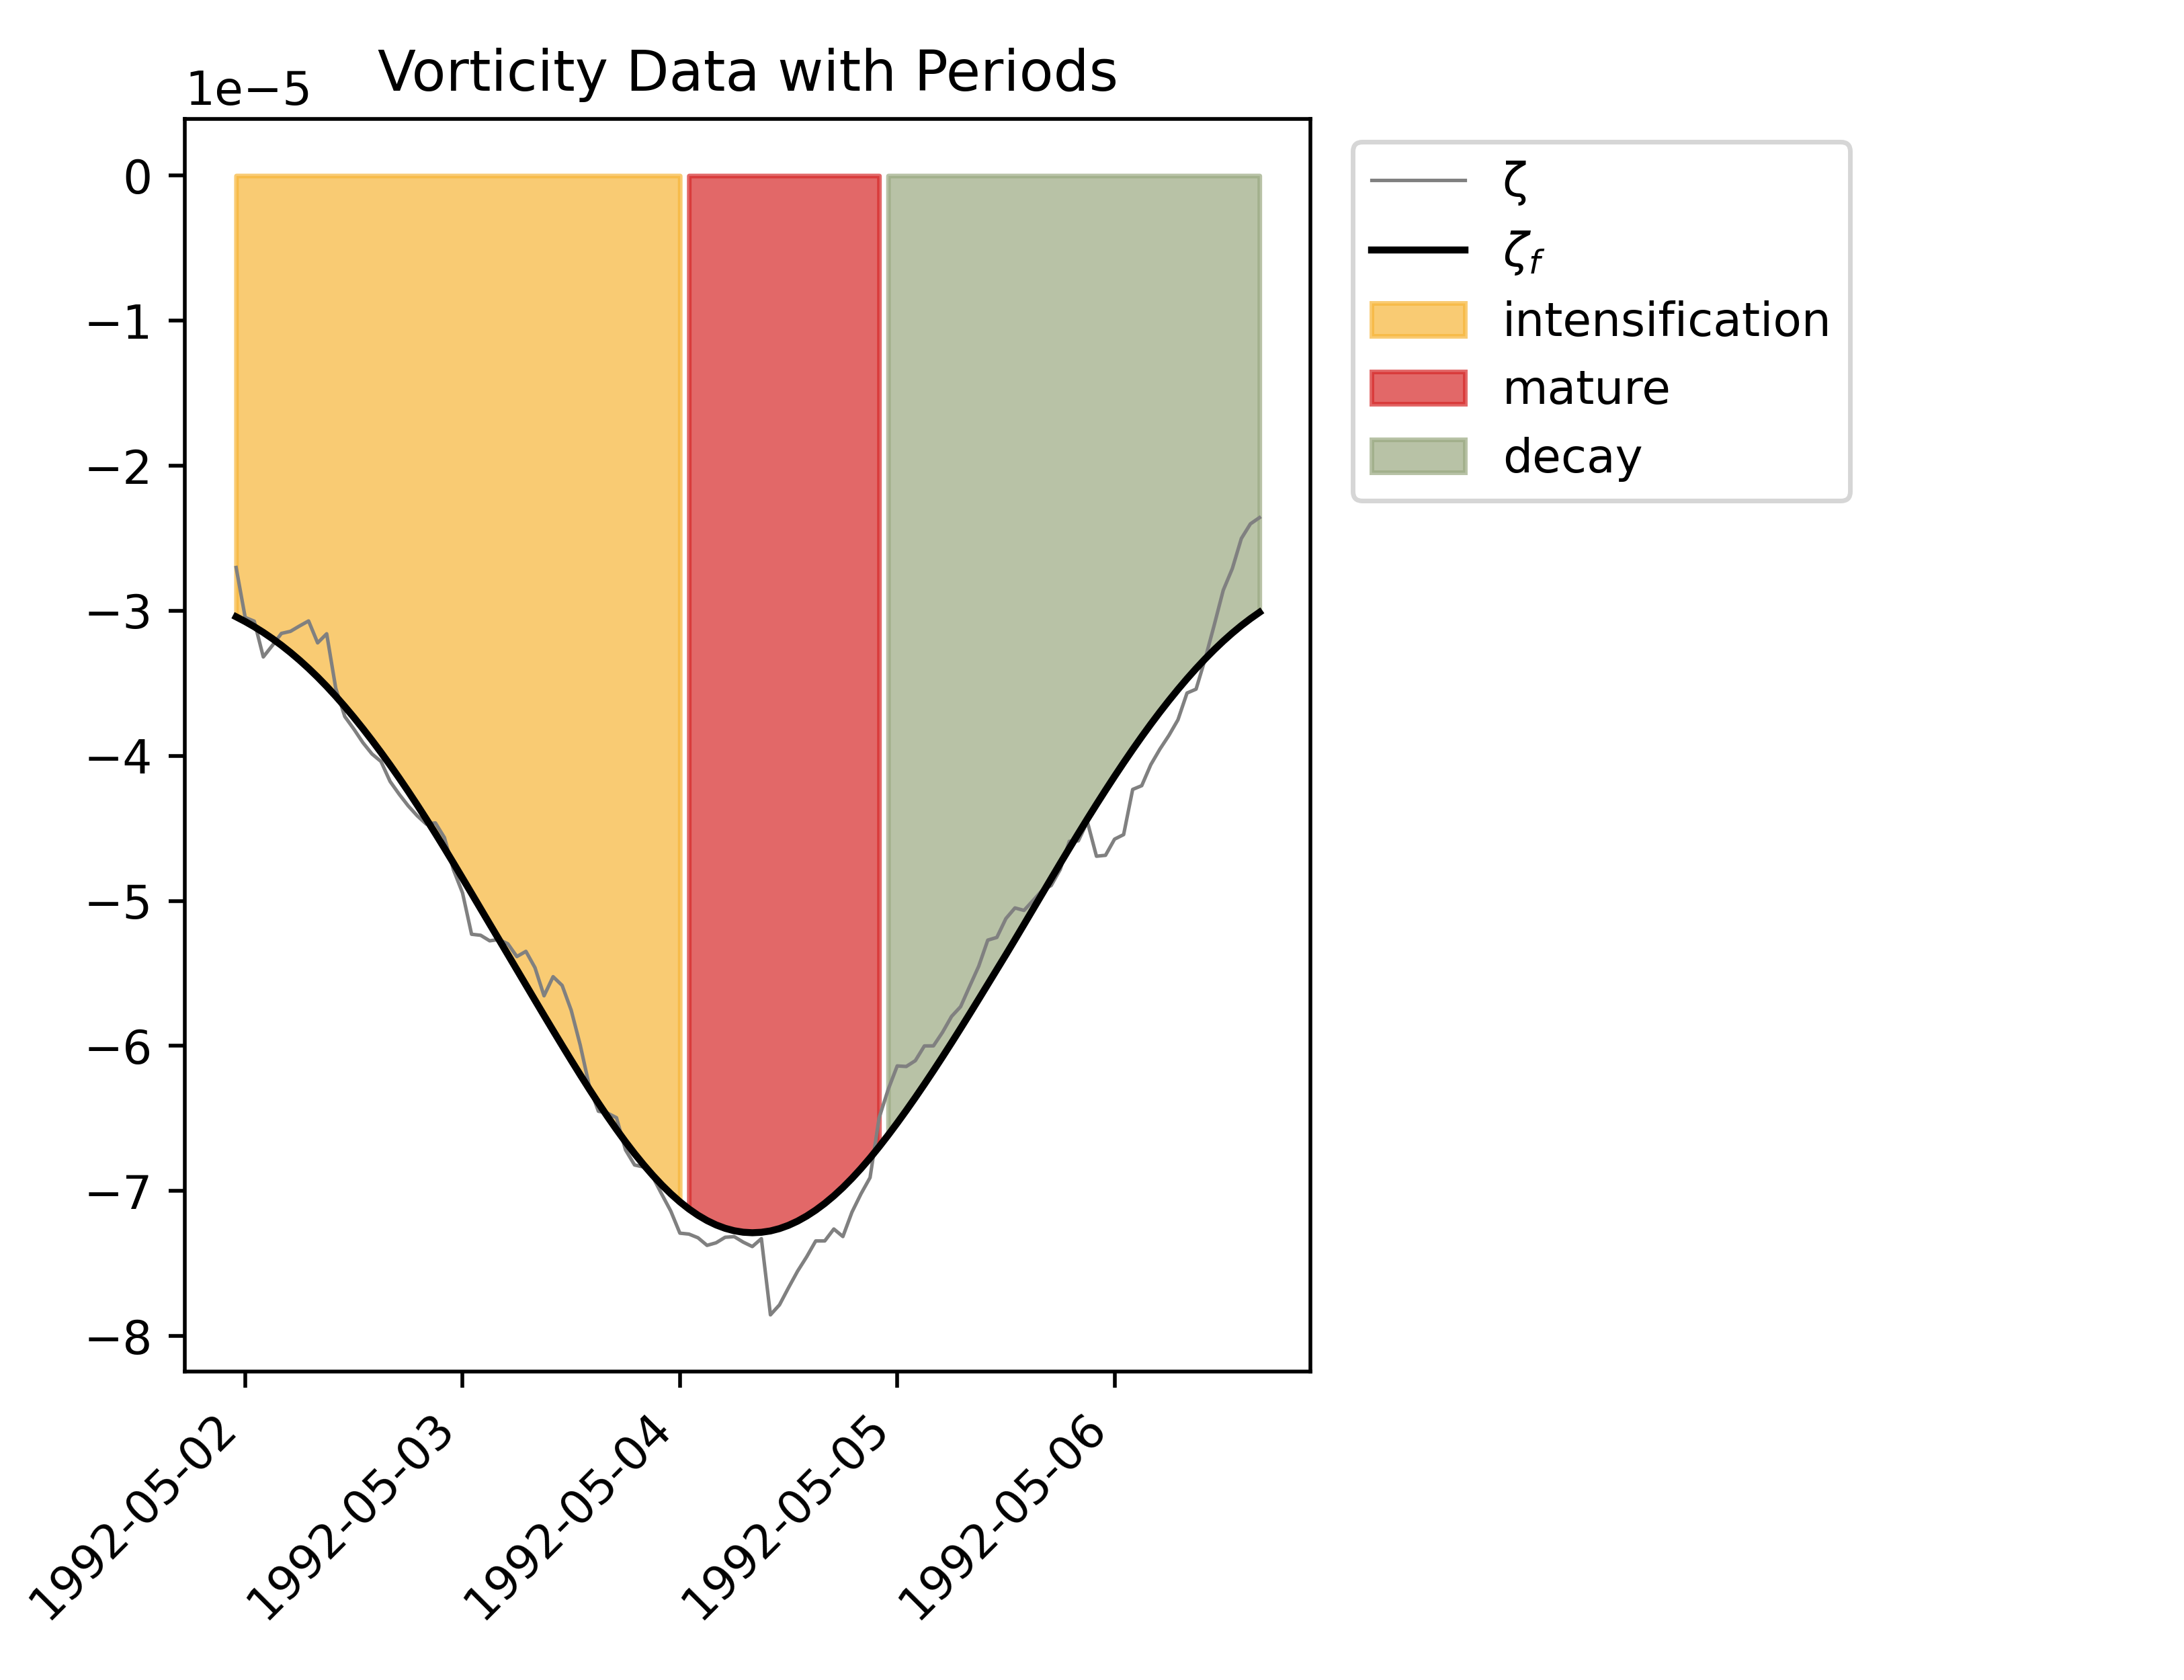 Vorticity Data with Periods
1e−5
0
−1
−2
−3
−4
−5
−6
−7
−8
1992-05-02
1992-05-03
1992-05-04
1992-05-05
1992-05-06
ζ
ζf
intensification
mature
decay